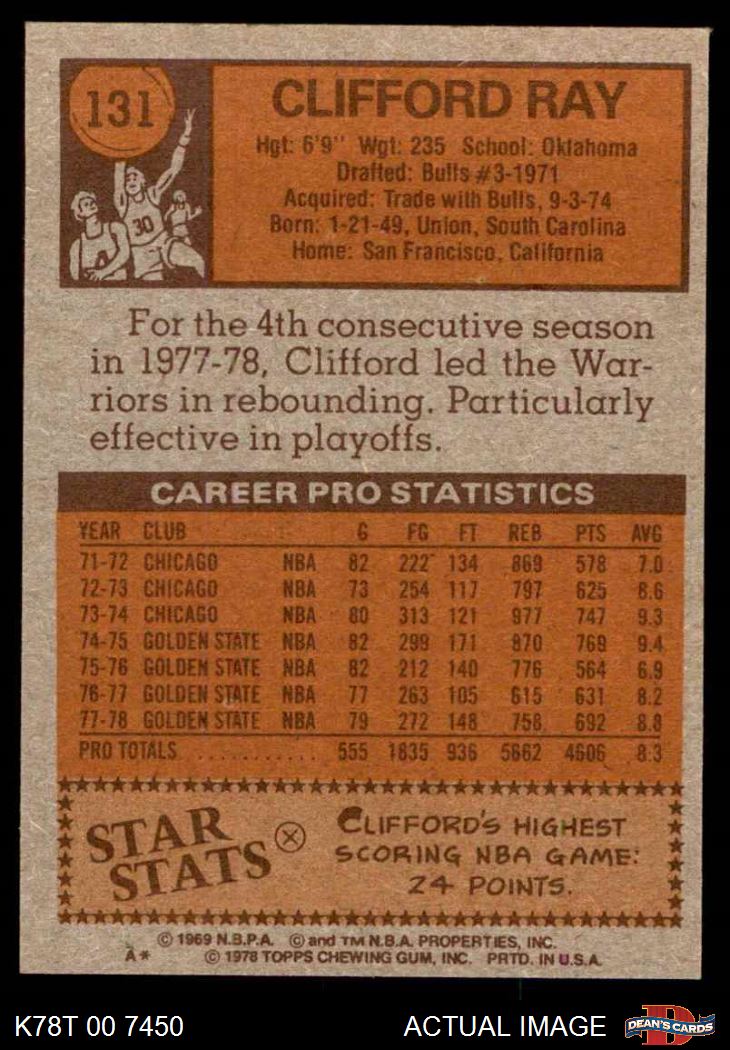 131
30
CLIFFORD RAY
Hgt: 6'9" Wgt: 235 School: Oklahoma
Drafted: Bulls #3-1971
Acquired: Trade with Bulls, 9-3-74
Born: 1-21-49, Union, South Carolina
Home: San Francisco, California
For the 4th consecutive season
in 1977-78, Clifford led the War-
riors in rebounding. Particularly
effective in playoffs.
CAREER PRO STATISTICS
YEAR CLUB G FG FT REB PTS AVG
71-72 CHICAGO NBA 82 222 134 869 578 7.0
72-73 CHICAGO NBA 73 254 117 797 625 8.6
73-74 CHICAGO NBA 80 313 121 977 747 9.3
74-75 GOLDEN STATE NBA 82 299 171 870 769 9.4
75-76 GOLDEN STATE NBA 82 212 140 776 564 6.9
76-77 GOLDEN STATE NBA 77 263 105 615 631 8.2
77-78 GOLDEN STATE NBA 79 272 148 758 692 8.8
PRO TOTALS ........... 555 1835 936 5662 4606 8.3
STAR
STATS
CLIFFORD'S HIGHEST
SCORING NBA GAME:
24 POINTS.
© 1969 N.B.P.A. © and TM N.B.A. PROPERTIES, INC.
A* © 1978 TOPPS CHEWING GUM, INC. PRTD. IN U.S.A.
K78T 00 7450 ACTUAL IMAGE
D
DEAN'S CARDS